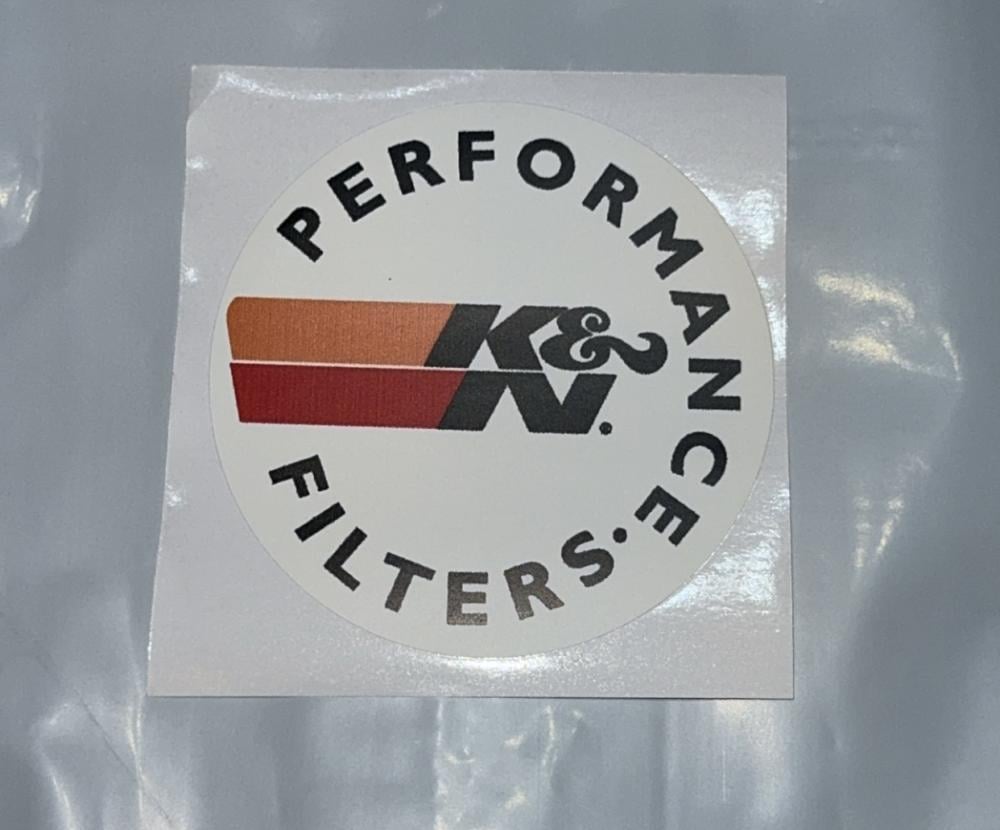 PERFORMANCE.
K&
N.
FILTERS